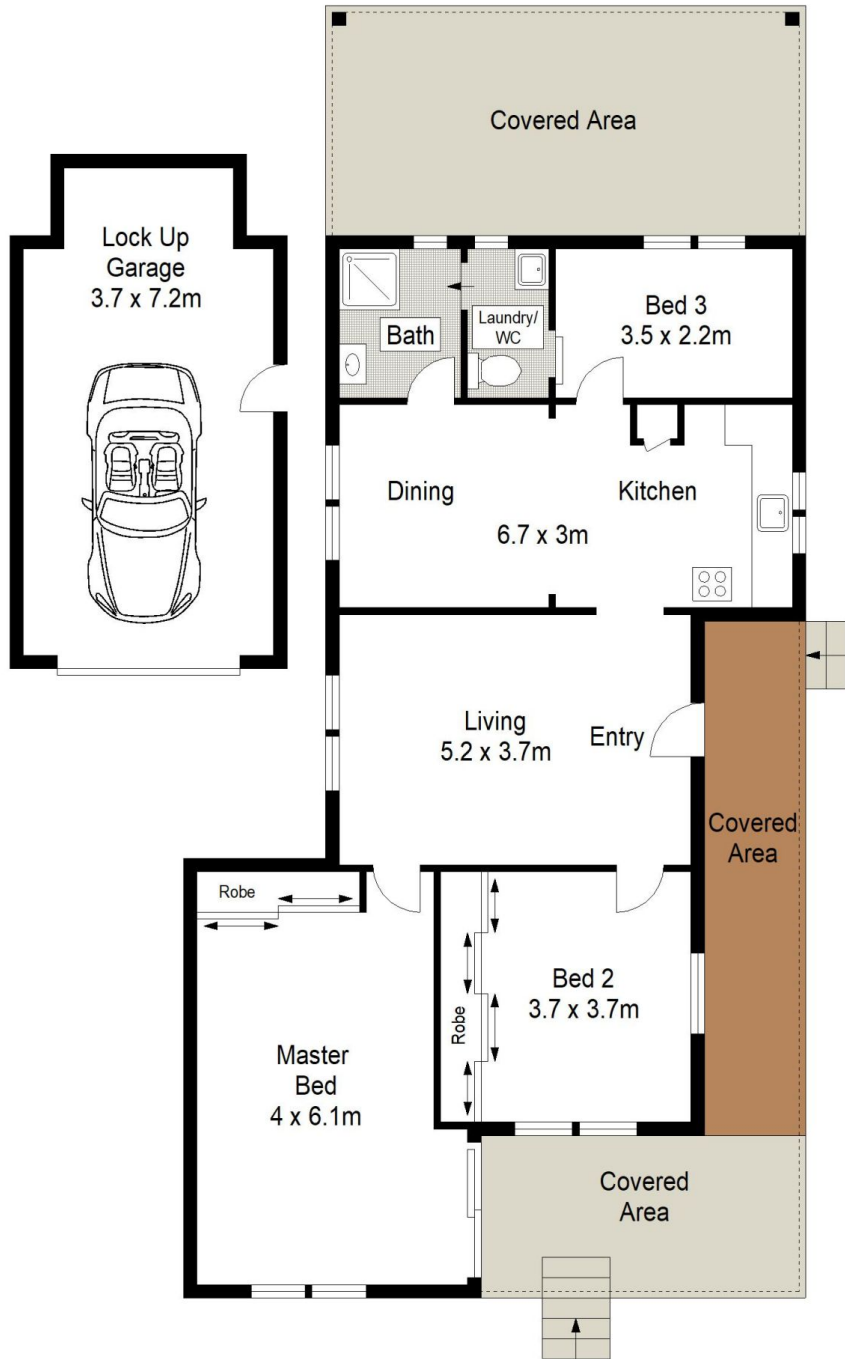 Covered Area
Lock Up
Garage
3.7 x 7.2m
Bath
Laundry/
WC
Bed 3
3.5 x 2.2m
Dining
Kitchen
6.7 x 3m
Living
5.2 x 3.7m
Entry
Covered
Area
Robe
Bed 2
3.7 x 3.7m
Robe
Master
Bed
4 x 6.1m
Covered
Area